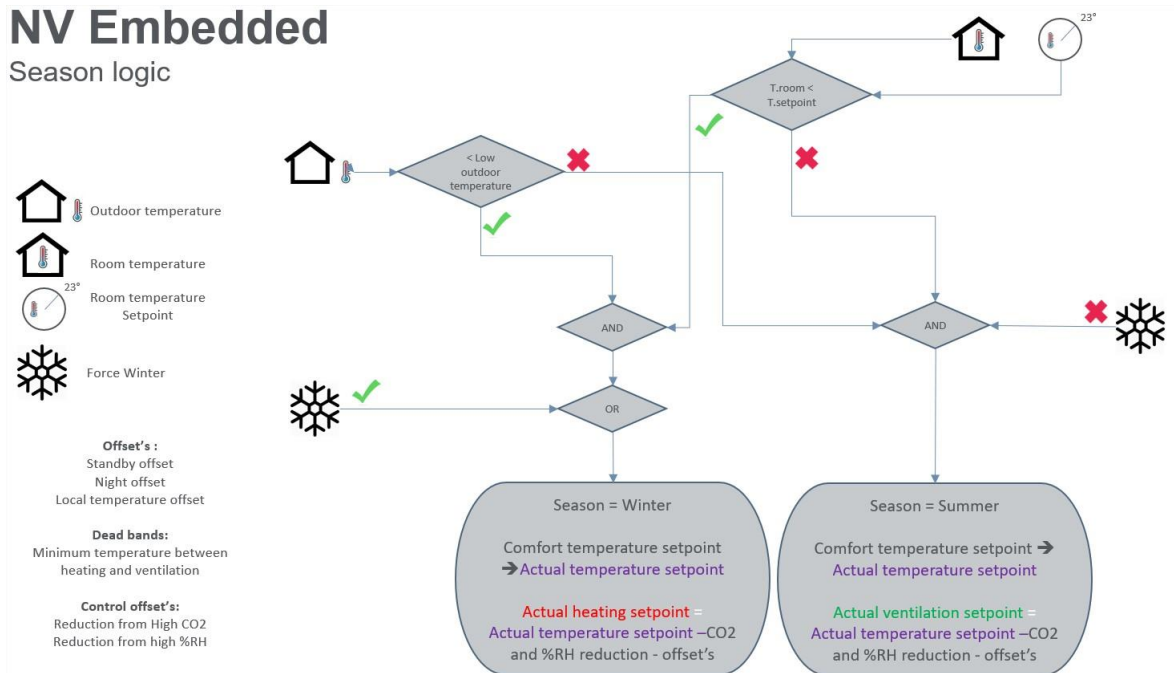 NV Embedded
Season logic
23°
T.room <
T.setpoint
< Low
outdoor
temperature
Outdoor temperature
Room temperature
23°
Room temperature
Setpoint
Force Winter
AND
AND
OR
Offset's :
Standby offset
Night offset
Local temperature offset
Dead bands:
Minimum temperature between
heating and ventilation
Control offset's:
Reduction from High CO2
Reduction from high %RH
Season = Winter
Comfort temperature setpoint
➔Actual temperature setpoint
Actual heating setpoint =
Actual temperature setpoint –CO2
and %RH reduction - offset's
Season = Summer
Comfort temperature setpoint ➔
Actual temperature setpoint
Actual ventilation setpoint =
Actual temperature setpoint –CO2
and %RH reduction - offset's